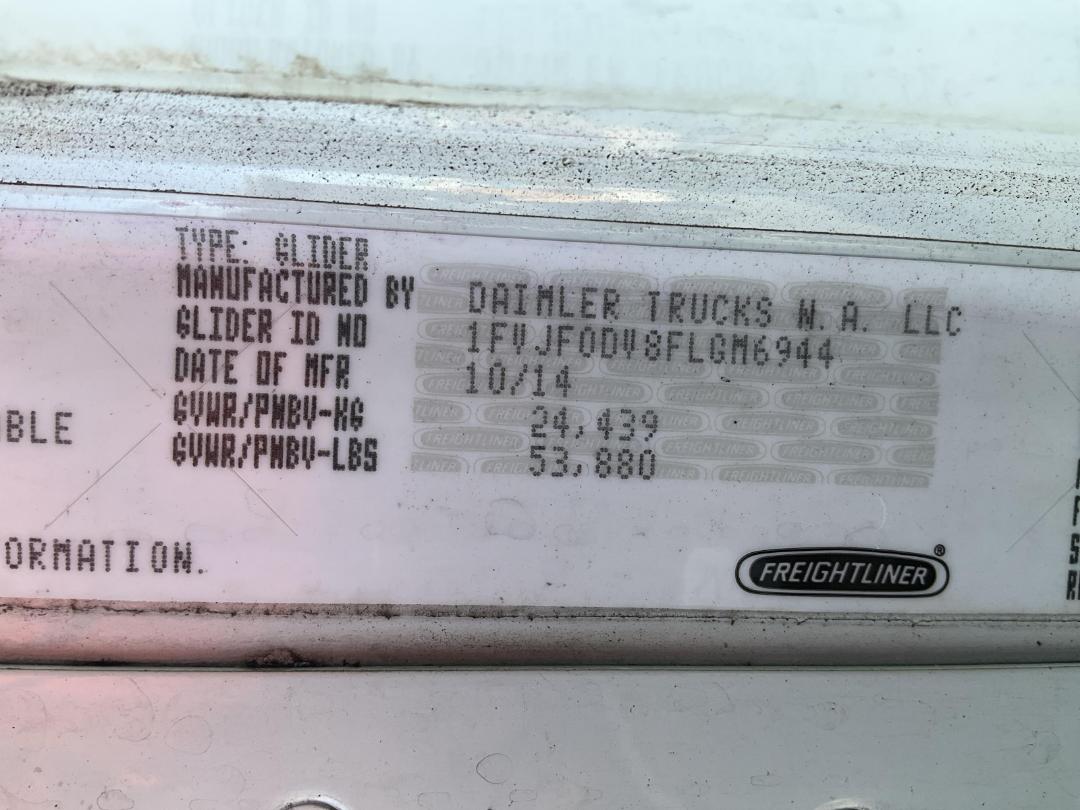 TYPE: GLIDER
MANUFACTURED BY DAIMLER TRUCKS N.A. LLC
GLIDER ID NO 1FVJF0DV8FLGM6944
DATE OF MFR 10/14
GVWR/PNBV-KG 24,439
GVWR/PNBV-LBS 53,880
BLE
ORMATION.
FREIGHTLINER®